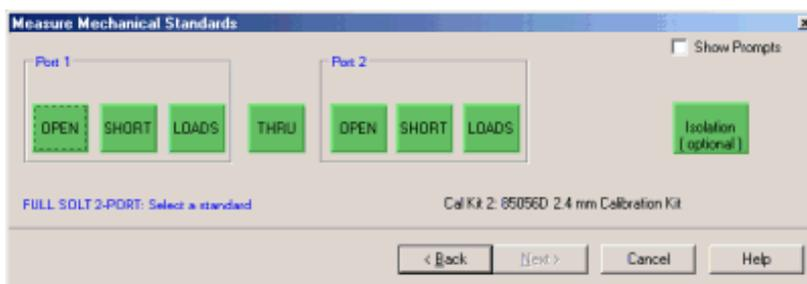 Measure Mechanical Standards
Show Prompts
Port 1
Port 2
OPEN SHORT LOADS THRU OPEN SHORT LOADS
Isolation
( optional )
FULL SOLT 2-PORT: Select a standard
Cal Kit 2: 85056D 2.4 mm Calibration Kit
< Back Next > Cancel Help